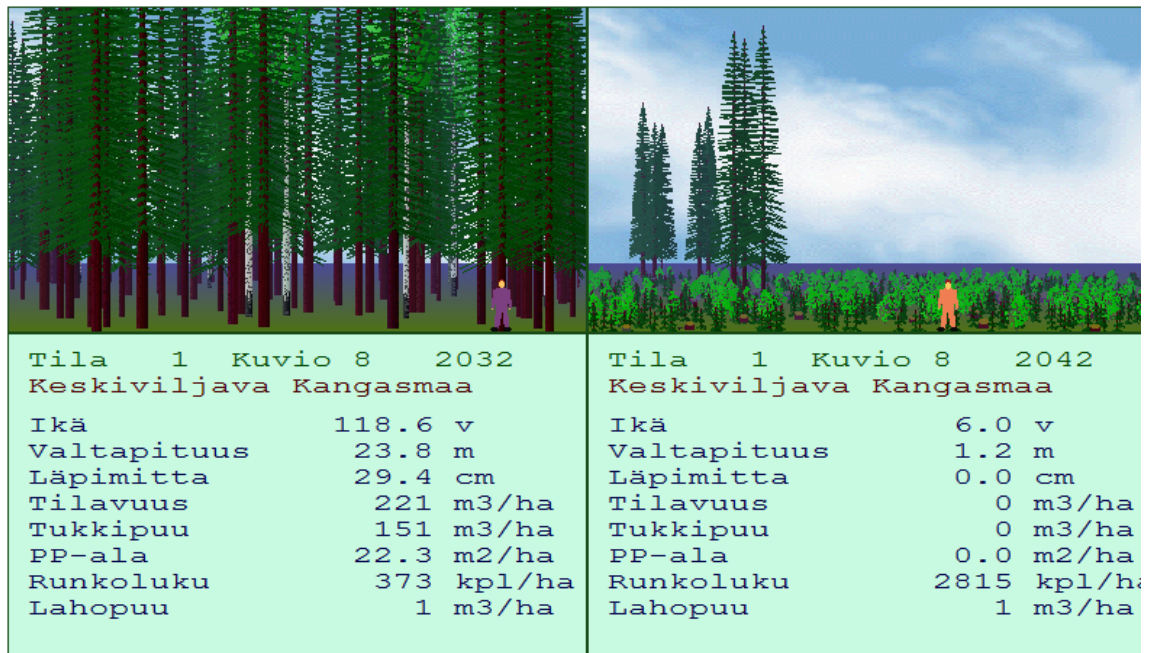 Tila 1 Kuvio 8 2032
Keskiviljava Kangasmaa
Ikä 118.6 v
Valtapituus 23.8 m
Läpimitta 29.4 cm
Tilavuus 221 m3/ha
Tukkipuu 151 m3/ha
PP-ala 22.3 m2/ha
Runkoluku 373 kpl/ha
Lahopuu 1 m3/ha
Tila 1 Kuvio 8 2042
Keskiviljava Kangasmaa
Ikä 6.0 v
Valtapituus 1.2 m
Läpimitta 0.0 cm
Tilavuus 0 m3/ha
Tukkipuu 0 m3/ha
PP-ala 0.0 m2/ha
Runkoluku 2815 kpl/ha
Lahopuu 1 m3/ha